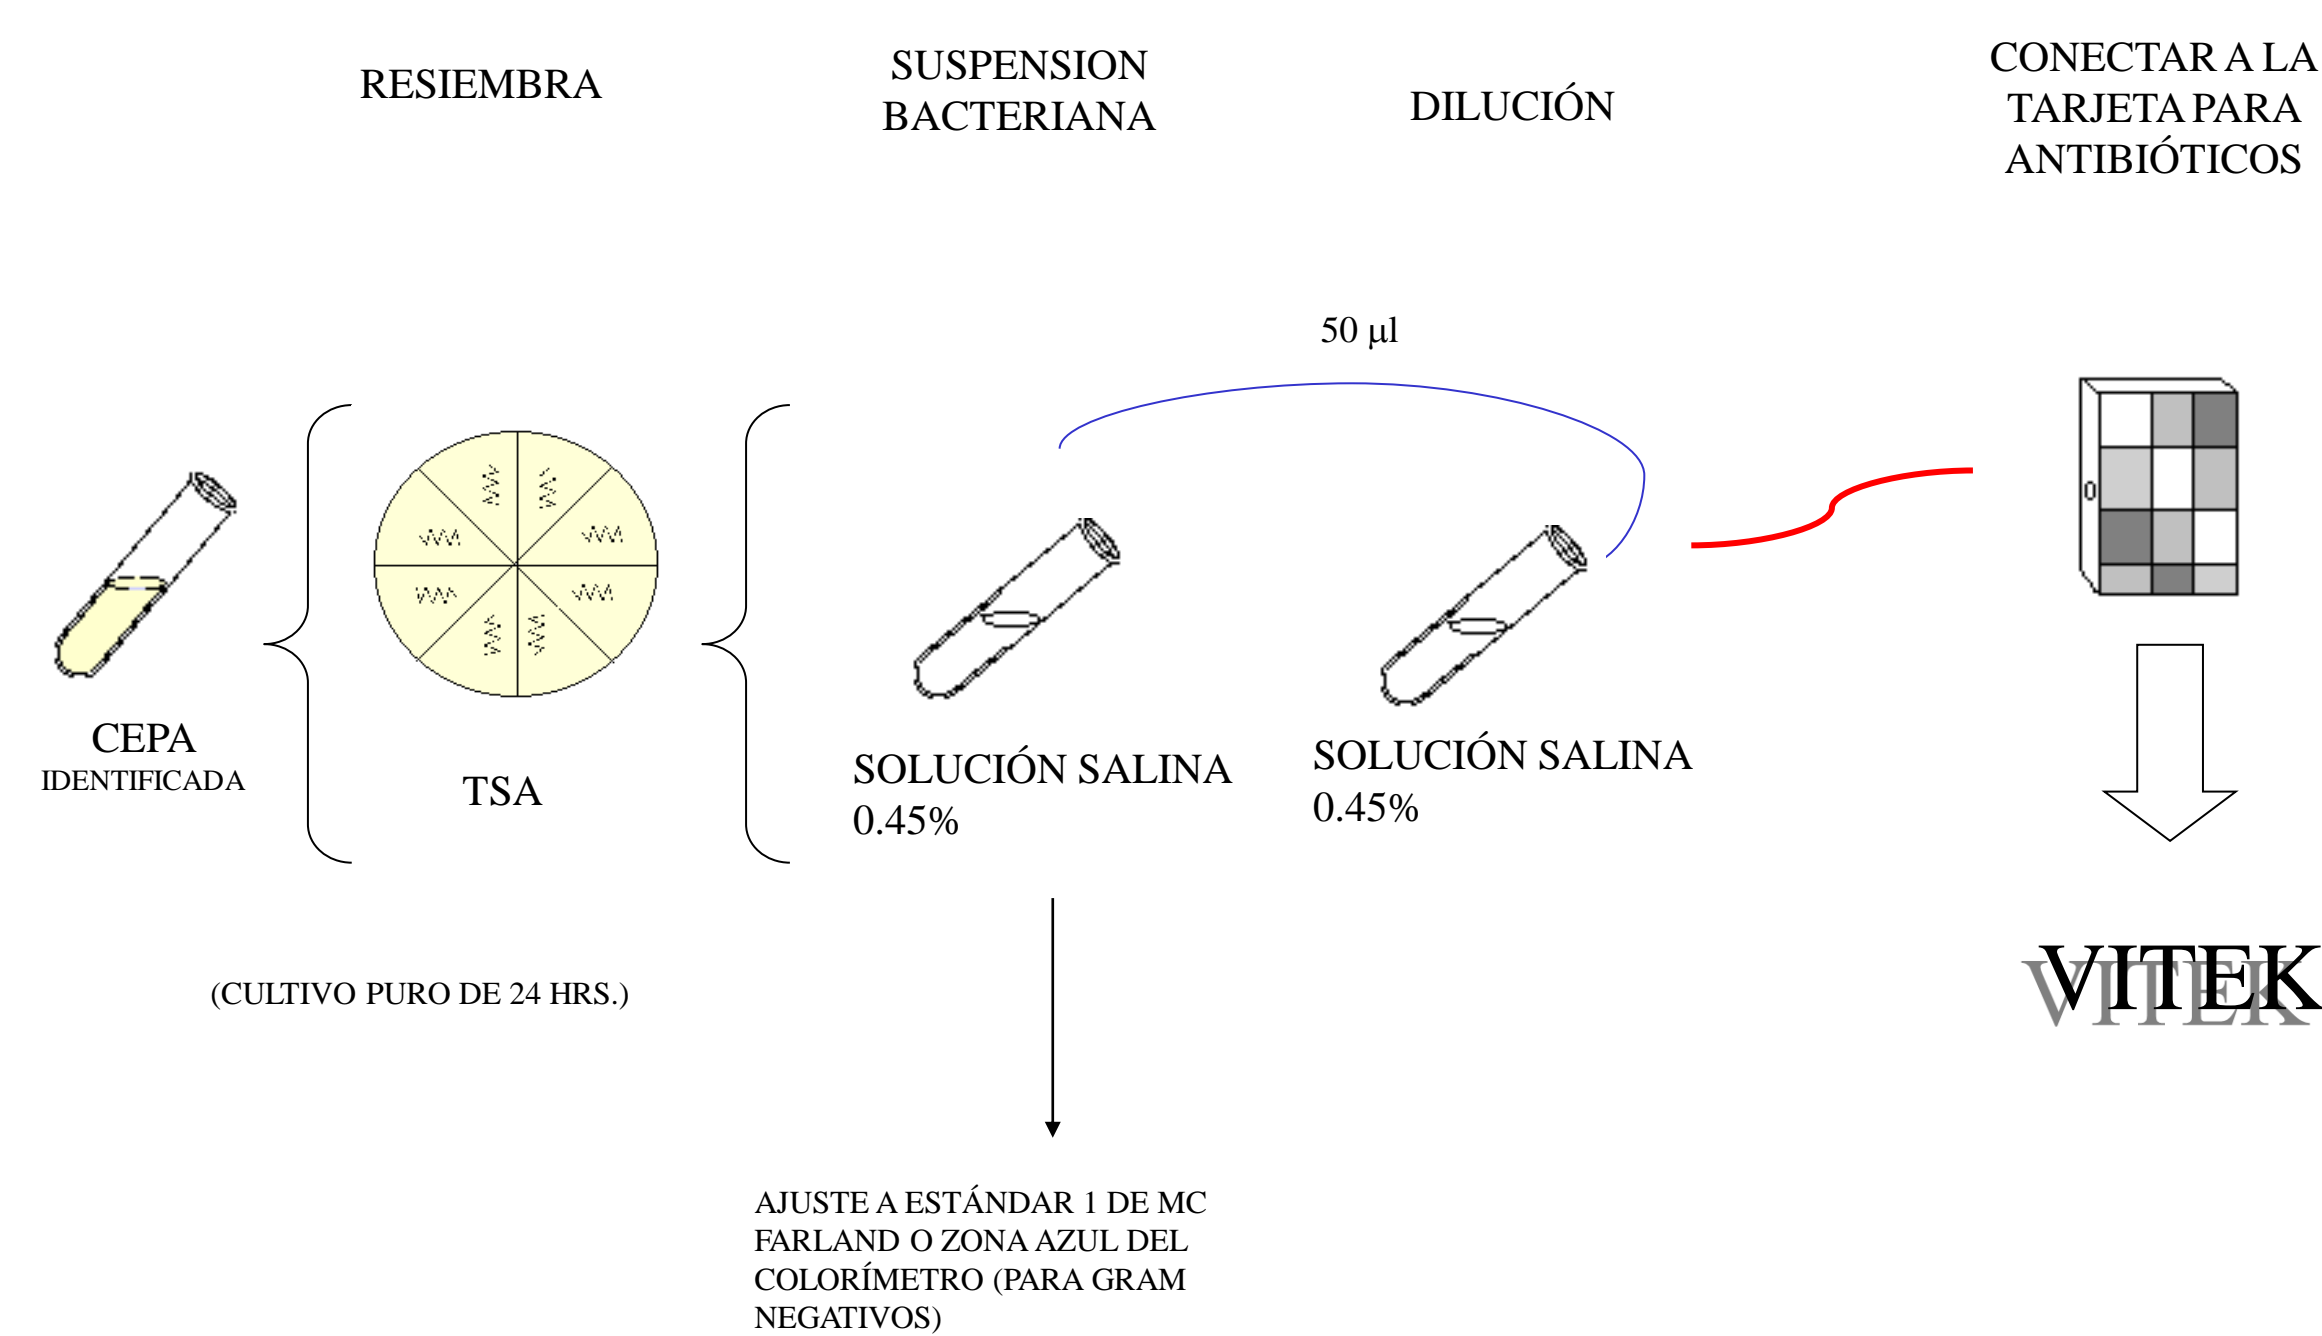 RESIEMBRA
SUSPENSION
BACTERIANA
DILUCIÓN
CONECTAR A LA
TARJETA PARA
ANTIBIÓTICOS
50 µl
CEPA
IDENTIFICADA
TSA
SOLUCIÓN SALINA
0.45%
SOLUCIÓN SALINA
0.45%
(CULTIVO PURO DE 24 HRS.)
VITEK
AJUSTE A ESTÁNDAR 1 DE MC
FARLAND O ZONA AZUL DEL
COLORÍMETRO (PARA GRAM
NEGATIVOS)